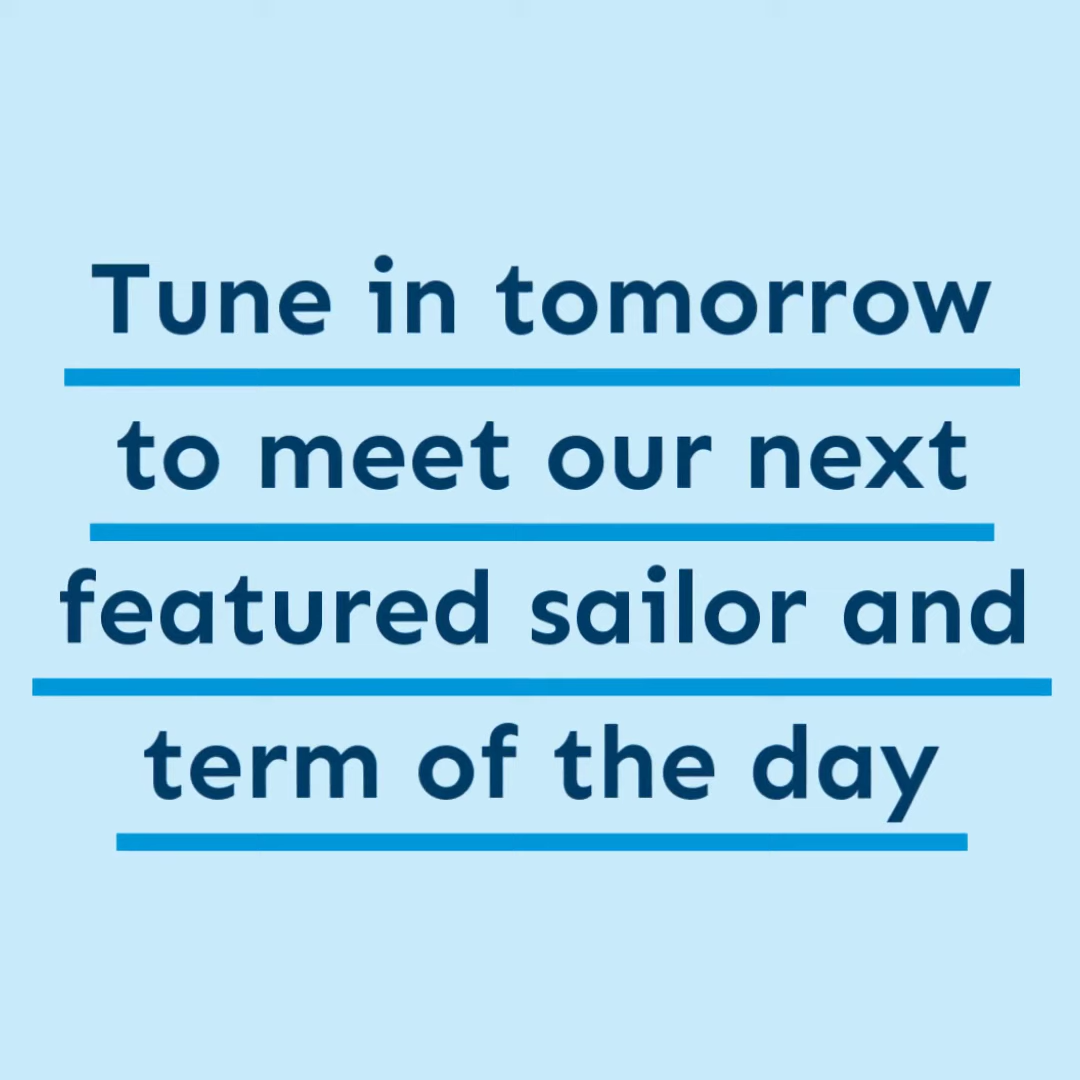 Tune in tomorrow
to meet our next
featured sailor and
term of the day